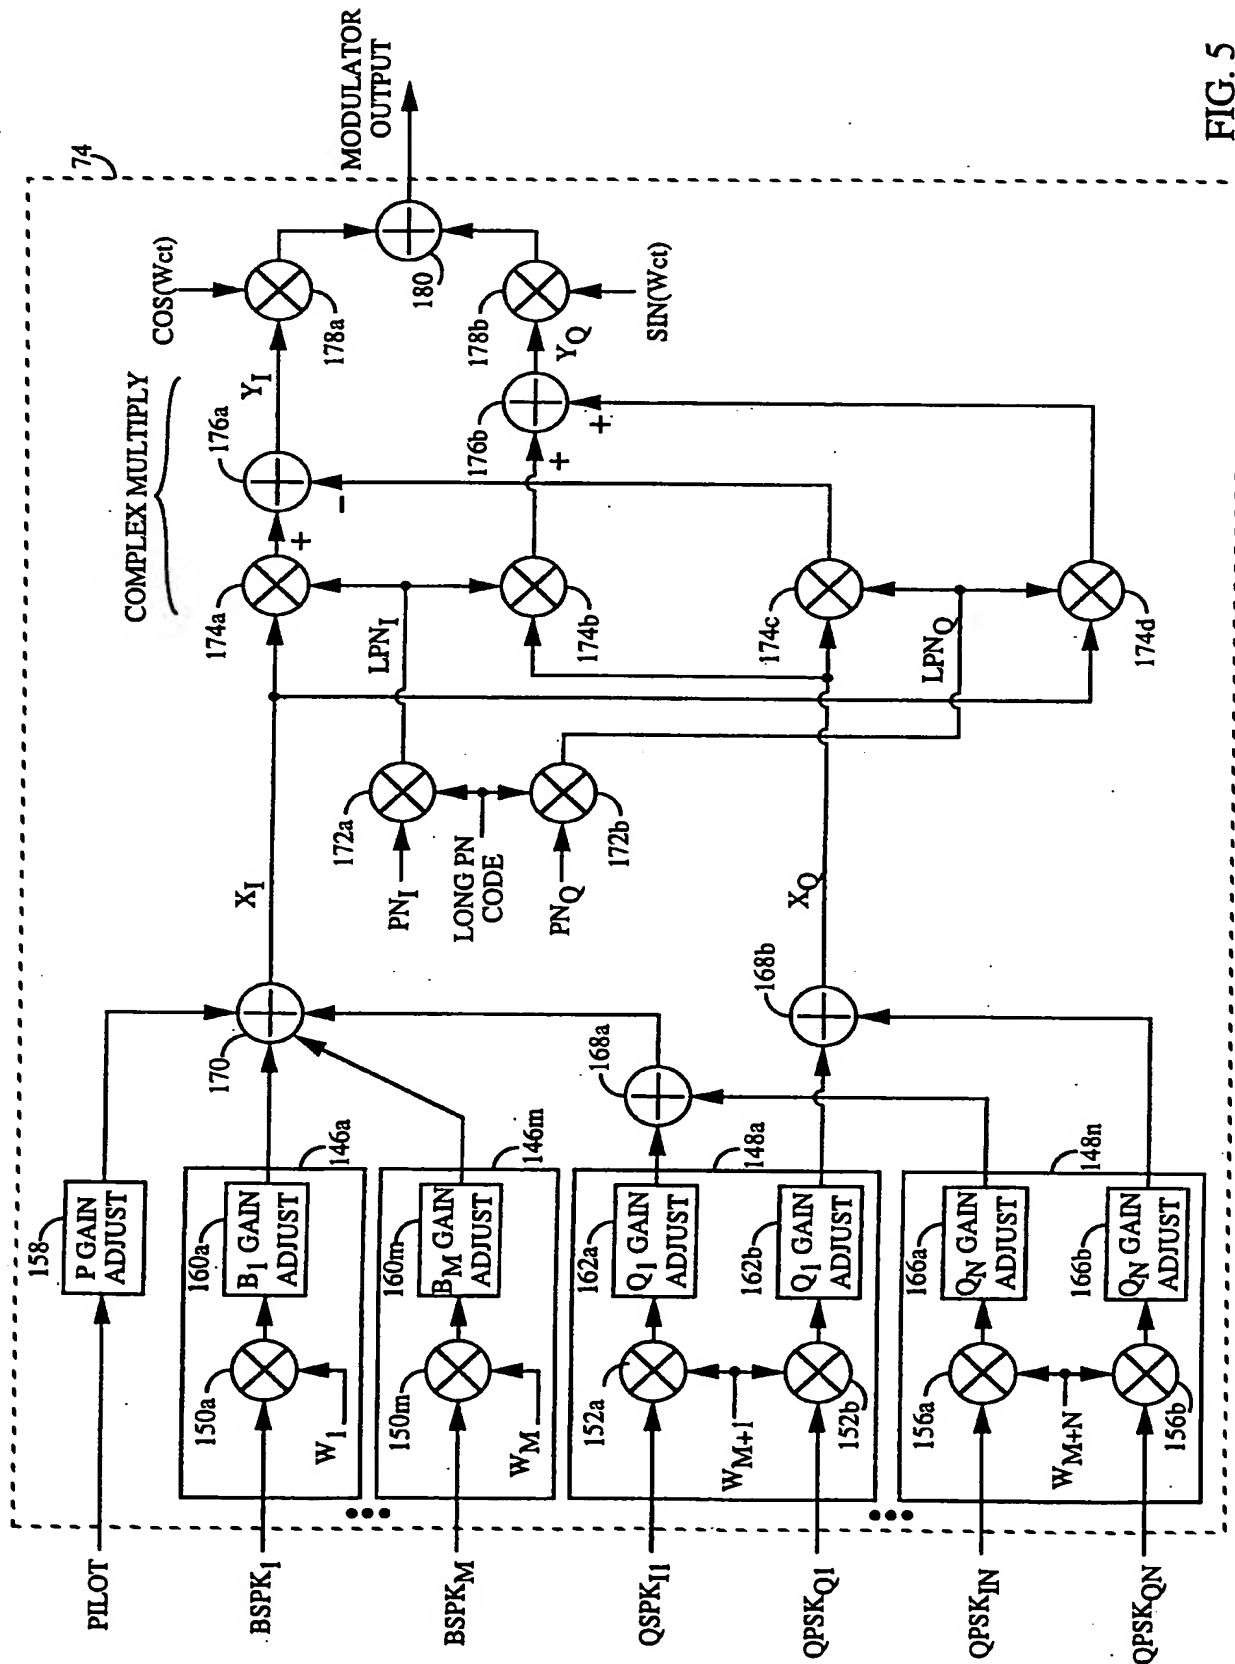 PILOT
158
P GAIN
ADJUST
BSPK1
150a
W1
160a
B1 GAIN
ADJUST
146a
BSPKM
150m
WM
160m
BM GAIN
ADJUST
146m
QSPKI1
152a
162a
Q1 GAIN
ADJUST
148a
WM+1
QPSKQ1
152b
162b
Q1 GAIN
ADJUST
QPSKIN
156a
166a
QN GAIN
ADJUST
148n
WM+N
QPSKQN
156b
166b
QN GAIN
ADJUST
170
168a
168b
XI
XQ
PNI
172a
LONG PN
CODE
PNQ
172b
LPNI
LPNQ
COMPLEX MULTIPLY
174a
174b
174c
174d
+
-
176a
+
+
176b
YI
YQ
COS(Wct)
178a
178b
SIN(Wct)
180
74
MODULATOR
OUTPUT
FIG. 5